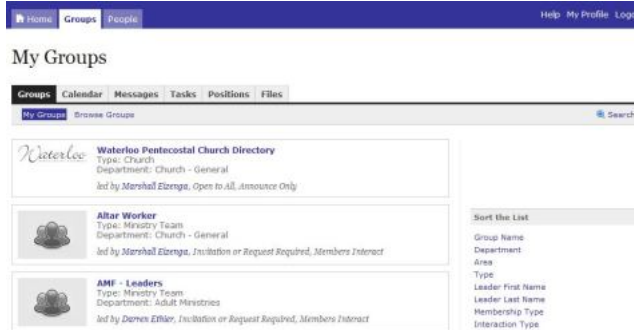 Home Groups People
Help My Profile Logo
My Groups
Groups Calendar Messages Tasks Positions Files
My Groups Browse Groups
Search
Waterloo
Waterloo Pentecostal Church Directory
Type: Church
Department: Church - General
led by Marshall Eizenga, Open to All, Announce Only
Altar Worker
Type: Ministry Team
Department: Church - General
led by Marshall Eizenga, Invitation or Request Required, Members Interact
AMF - Leaders
Type: Ministry Team
Department: Adult Ministries
led by Darren Ethier, Invitation or Request Required, Members Interact
Sort the List
Group Name
Department
Area
Type
Leader First Name
Leader Last Name
Membership Type
Interaction Type